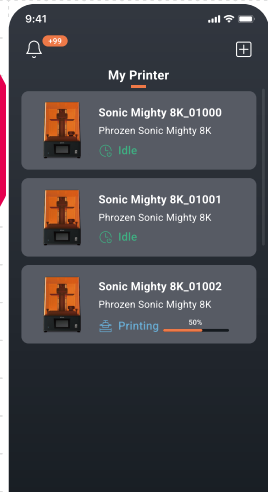 9:41
+99
My Printer
Sonic Mighty 8K_01000
Phrozen Sonic Mighty 8K
Idle
Sonic Mighty 8K_01001
Phrozen Sonic Mighty 8K
Idle
Sonic Mighty 8K_01002
Phrozen Sonic Mighty 8K
Printing 50%